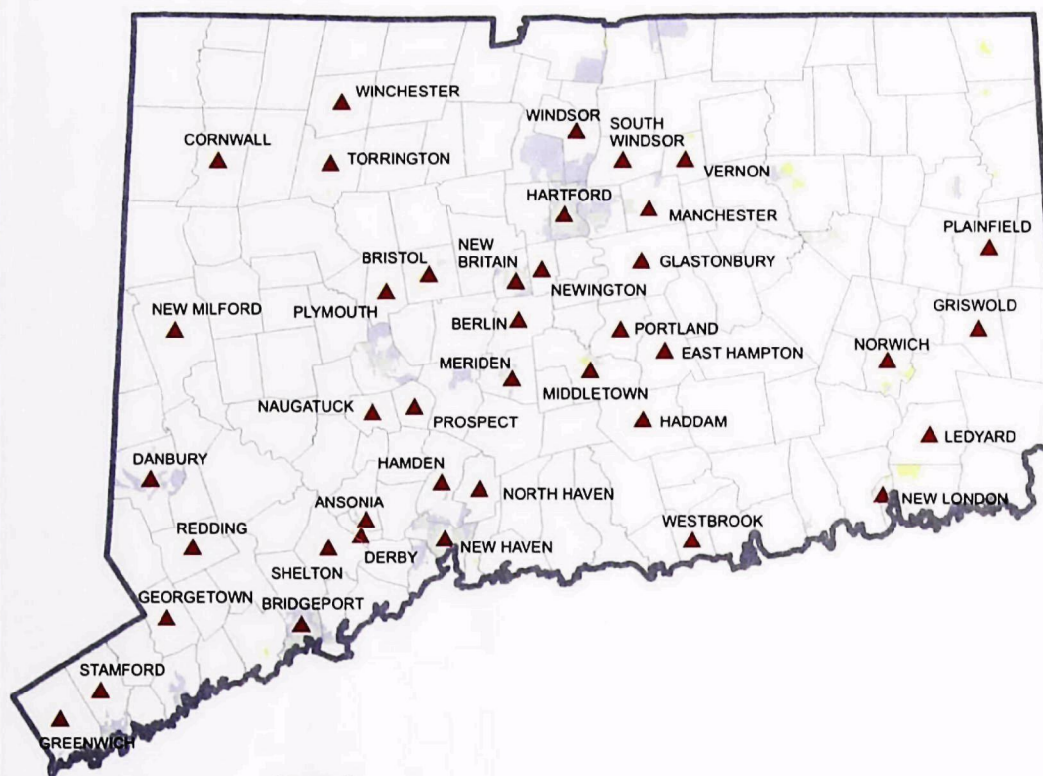 WINCHESTER
WINDSOR
SOUTH
WINDSOR
CORNWALL
TORRINGTON
VERNON
HARTFORD
MANCHESTER
PLAINFIELD
BRISTOL
NEW
BRITAIN
GLASTONBURY
NEWINGTON
NEW MILFORD
PLYMOUTH
GRISWOLD
BERLIN
PORTLAND
NORWICH
EAST HAMPTON
MERIDEN
MIDDLETOWN
NAUGATUCK
PROSPECT
HADDAM
LEDYARD
DANBURY
HAMDEN
NORTH HAVEN
NEW LONDON
ANSONIA
WESTBROOK
REDDING
DERBY
NEW HAVEN
SHELTON
GEORGETOWN
BRIDGEPORT
STAMFORD
GREENWICH